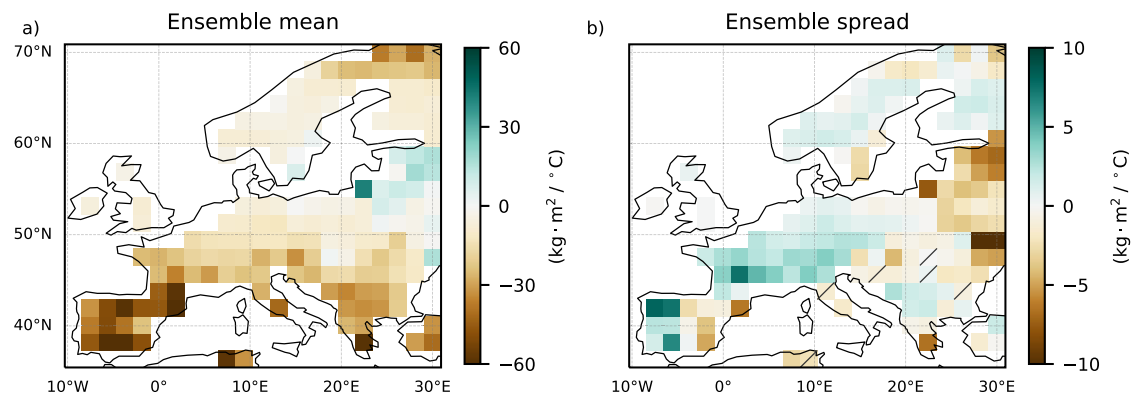 a)
Ensemble mean
70°N
60°N
50°N
40°N
10°W
0°
10°E
20°E
30°E
60
30
0
−30
−60
(kg · m² / °C)
b)
Ensemble spread
10°W
0°
10°E
20°E
30°E
10
5
0
−5
−10
(kg · m² / °C)